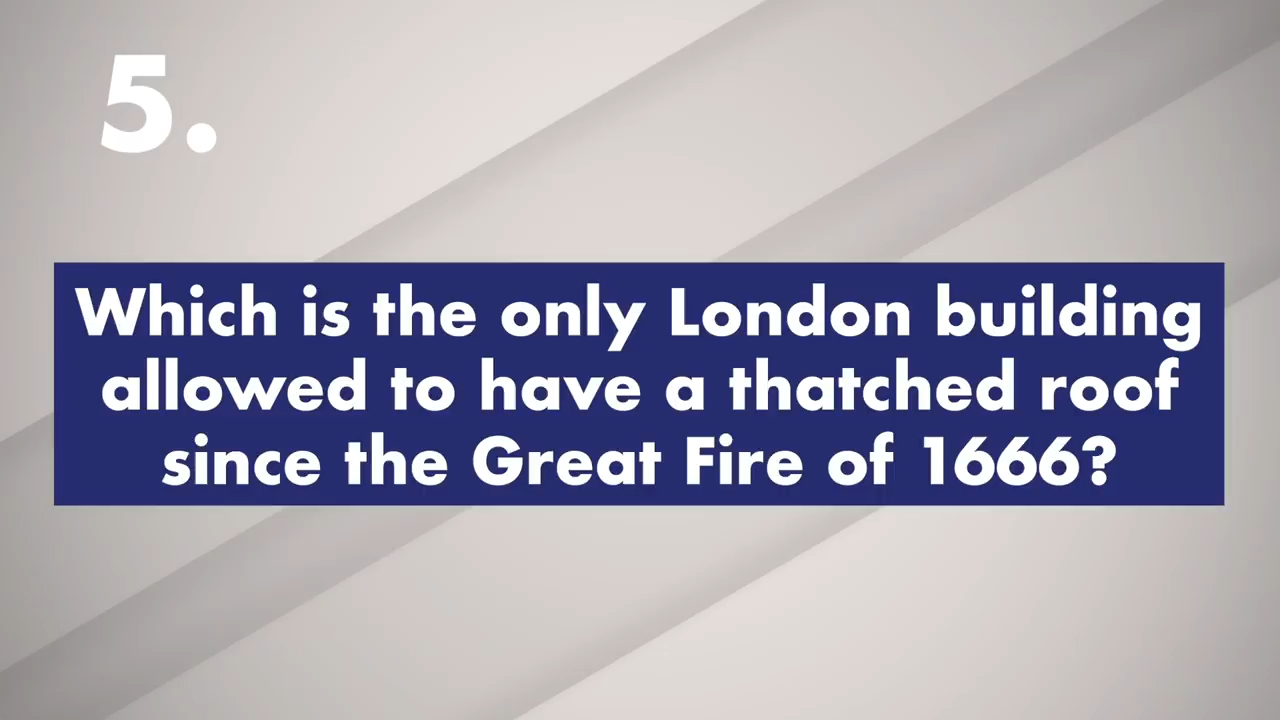 5.
Which is the only London building
allowed to have a thatched roof
since the Great Fire of 1666?